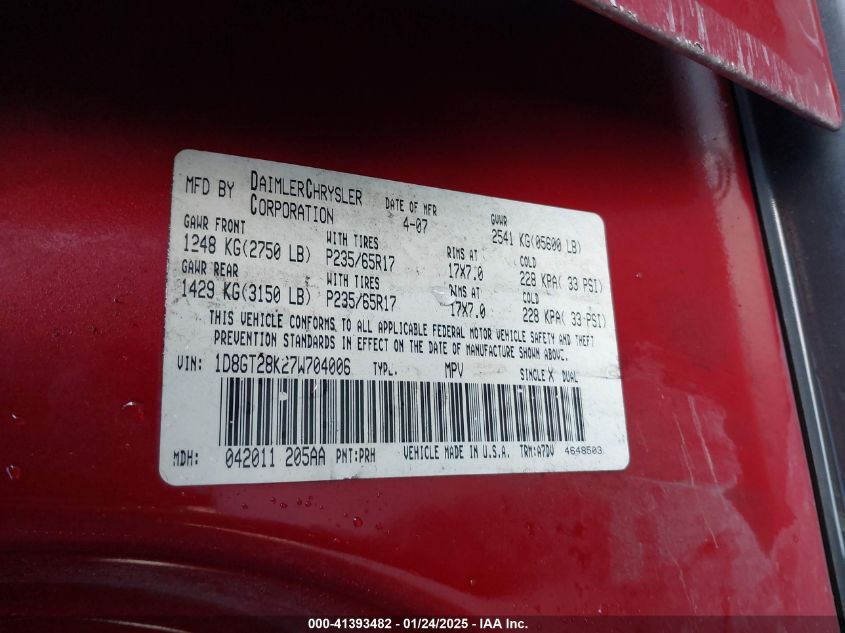 MFD BY DAIMLERCHRYSLER CORPORATION DATE OF MFR 4-07 GVWR 2541 KG(05600 LB)
GAWR FRONT WITH TIRES RIMS AT COLD
1248 KG(2750 LB) P235/65R17 17X7.0 228 KPA( 33 PSI)
GAWR REAR WITH TIRES RIMS AT COLD
1429 KG(3150 LB) P235/65R17 17X7.0 228 KPA( 33 PSI)
THIS VEHICLE CONFORMS TO ALL APPLICABLE FEDERAL MOTOR VEHICLE SAFETY AND THEFT
PREVENTION STANDARDS IN EFFECT ON THE DATE OF MANUFACTURE SHOWN ABOVE.
VIN: 1D8GT28K27W704006 MPV SINGLE X DUAL
MDH: 042011 205AA PNT:PRH VEHICLE MADE IN U.S.A. TRM:A7DV 4648503
000-41393482 - 01/24/2025 - IAA Inc.